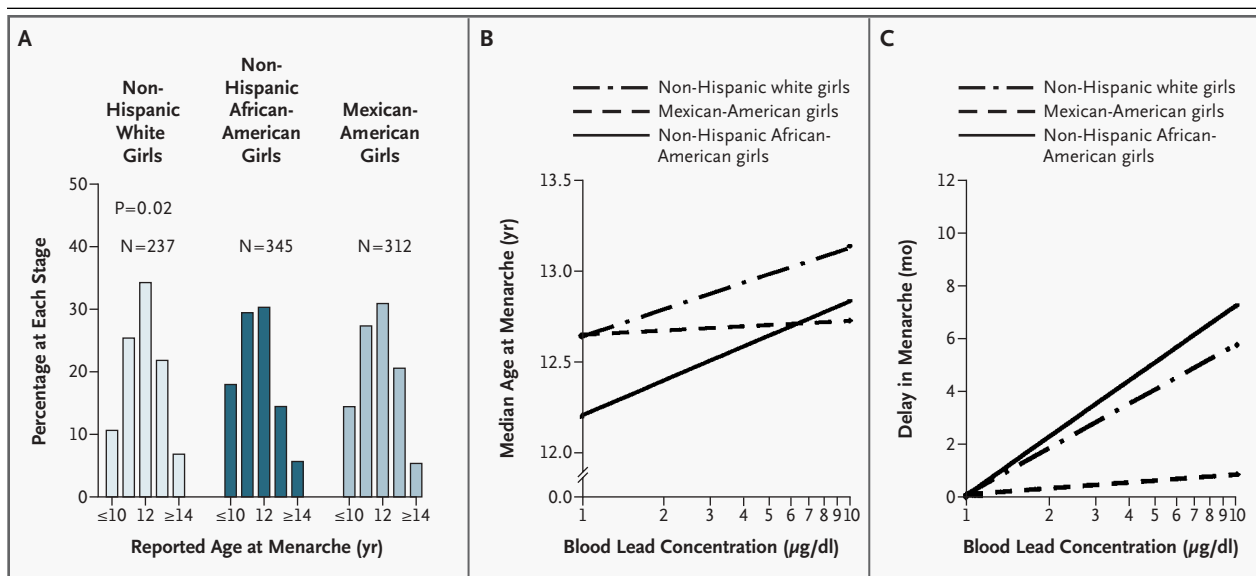 A
Non-
Hispanic
White
Girls
Non-
Hispanic
African-
American
Girls
Mexican-
American
Girls
50
40
30
20
10
0
P=0.02
N=237
N=345
N=312
Percentage at Each Stage
≤10 12 ≥14
≤10 12 ≥14
≤10 12 ≥14
Reported Age at Menarche (yr)
B
Non-Hispanic white girls
Mexican-American girls
Non-Hispanic African-
American girls
13.5
13.0
12.5
12.0
0.0
Median Age at Menarche (yr)
1 2 3 4 5 6 7 8 9 10
Blood Lead Concentration (µg/dl)
C
Non-Hispanic white girls
Mexican-American girls
Non-Hispanic African-
American girls
12
10
8
6
4
2
0
Delay in Menarche (mo)
1 2 3 4 5 6 7 8 9 10
Blood Lead Concentration (µg/dl)